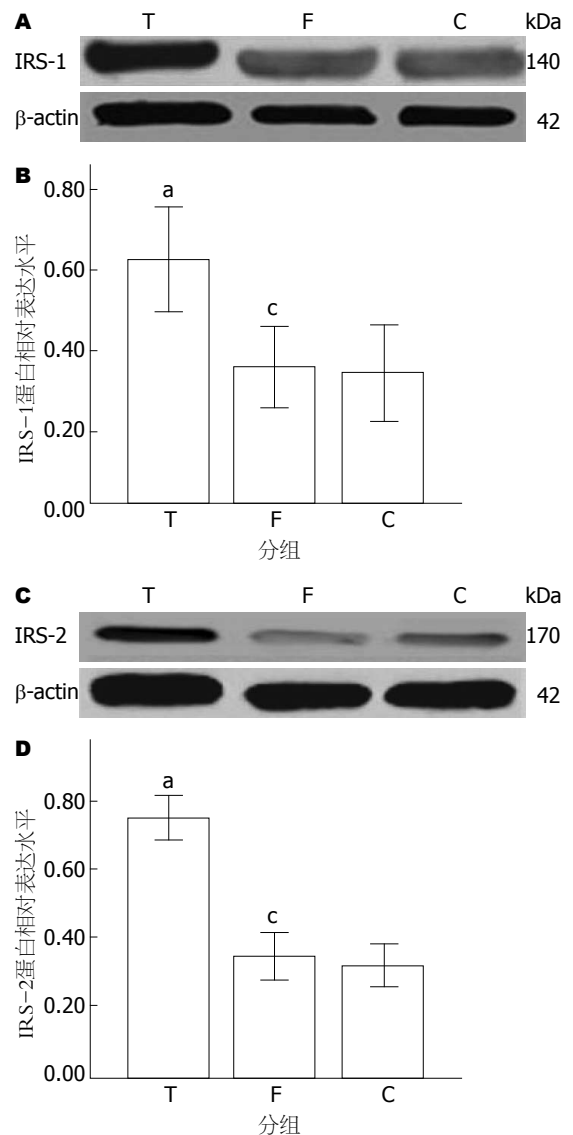 A T F C kDa
IRS-1 140
β-actin 42
B
0.80
a
0.60
c
0.40
0.20
0.00
IRS-1蛋白相对表达水平
T F C
分组
C T F C kDa
IRS-2 170
β-actin 42
D
a
0.80
0.60
c
0.40
0.20
0.00
IRS-2蛋白相对表达水平
T F C
分组